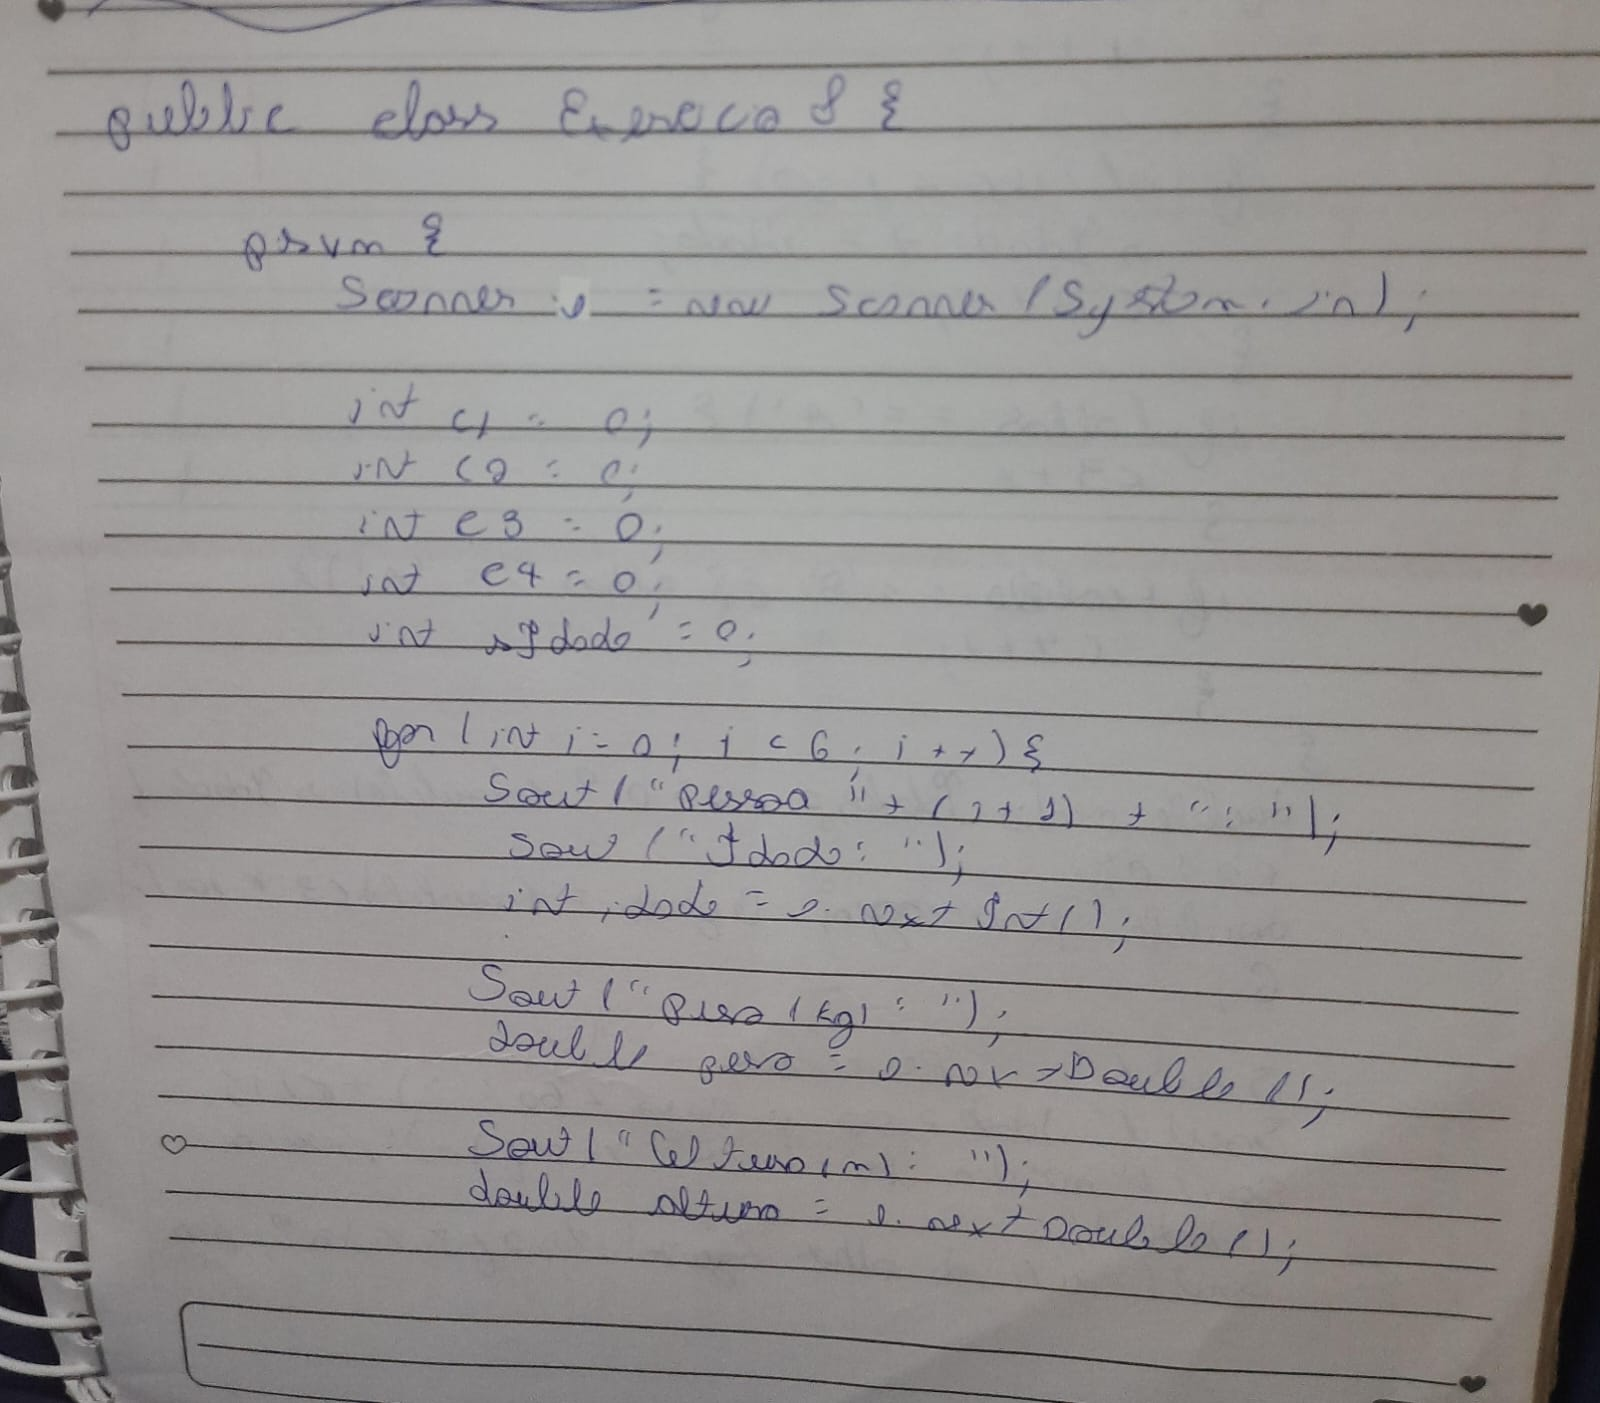 public class Exercicio 8 {
psvm {
Scanner s = new Scanner (System.in);
int c1 = 0;
int c2 = 0;
int c3 = 0;
int c4 = 0;
int sIdade = 0;
for (int i = 0; i < 6; i++) {
Sout ("pessoa " + (i+1) + ": ");
Sout ("Idade: ");
int idade = s.nextInt();
Sout ("peso (kg) : ");
double peso = s.nextDouble();
Sout ("altura (m) : ");
double altura = s.nextDouble();